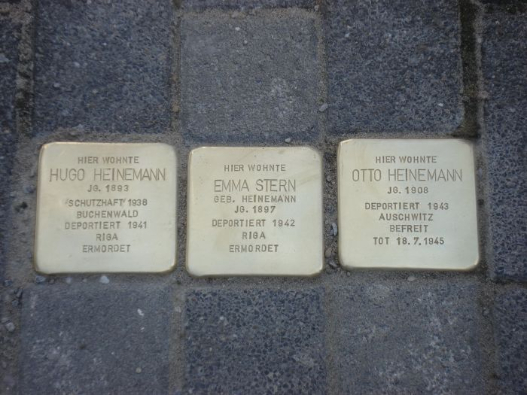 HIER WOHNTE
HUGO HEINEMANN
JG. 1893
'SCHUTZHAFT' 1938
BUCHENWALD
DEPORTIERT 1941
RIGA
ERMORDET
HIER WOHNTE
EMMA STERN
GEB. HEINEMANN
JG. 1897
DEPORTIERT 1942
RIGA
ERMORDET
HIER WOHNTE
OTTO HEINEMANN
JG. 1908
DEPORTIERT 1943
AUSCHWITZ
BEFREIT
TOT 18.7.1945